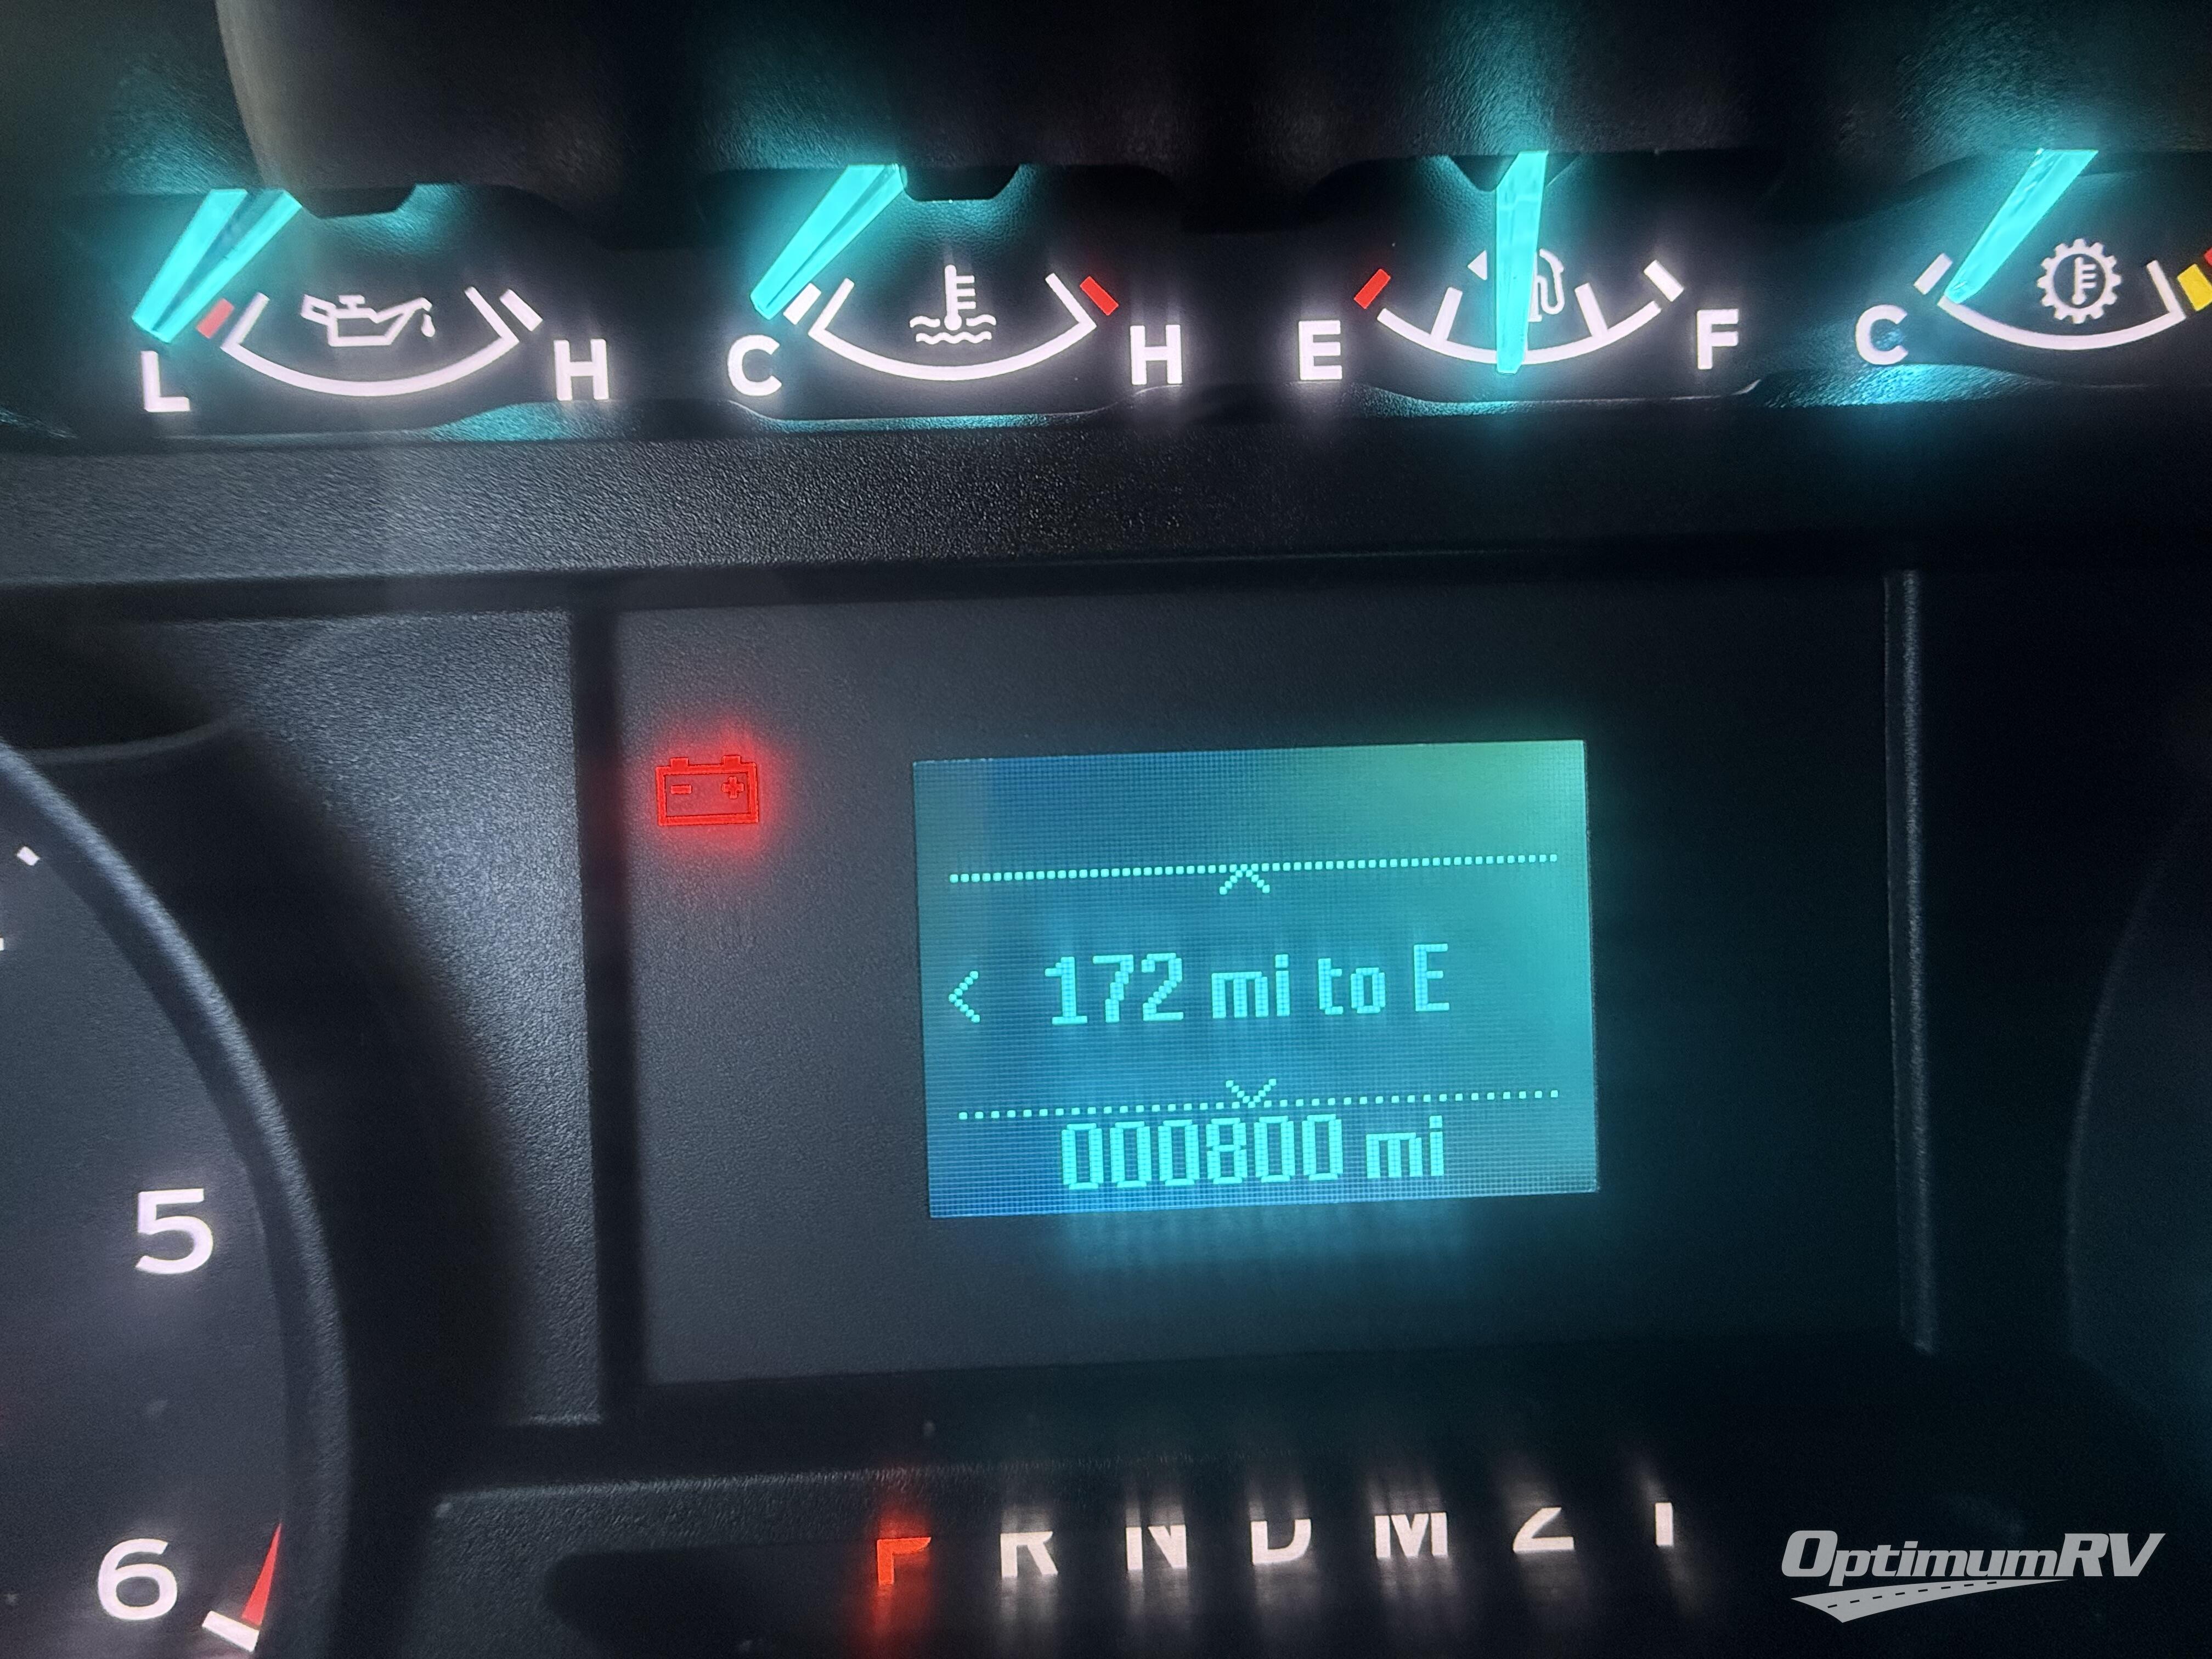 L H C H E F C
< 172 mi to E
000800 mi
5
6
P R N D M 2 1
OptimumRV